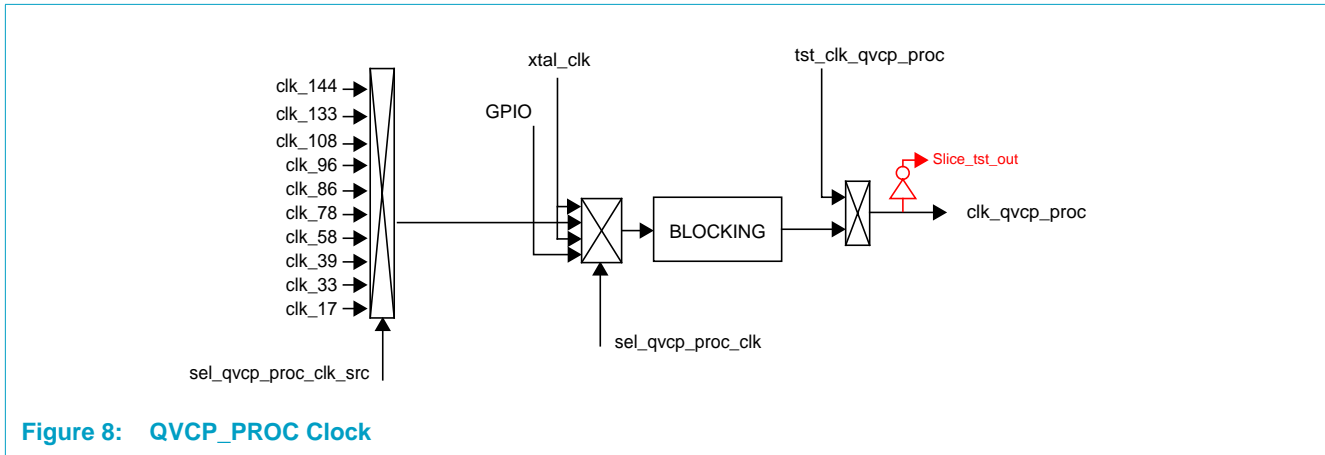 xtal_clk
tst_clk_qvcp_proc
clk_144
GPIO
clk_133
clk_108
clk_96
Slice_tst_out
clk_86
clk_78
clk_qvcp_proc
BLOCKING
clk_58
clk_39
clk_33
clk_17
sel_qvcp_proc_clk
sel_qvcp_proc_clk_src
Figure 8: QVCP_PROC Clock